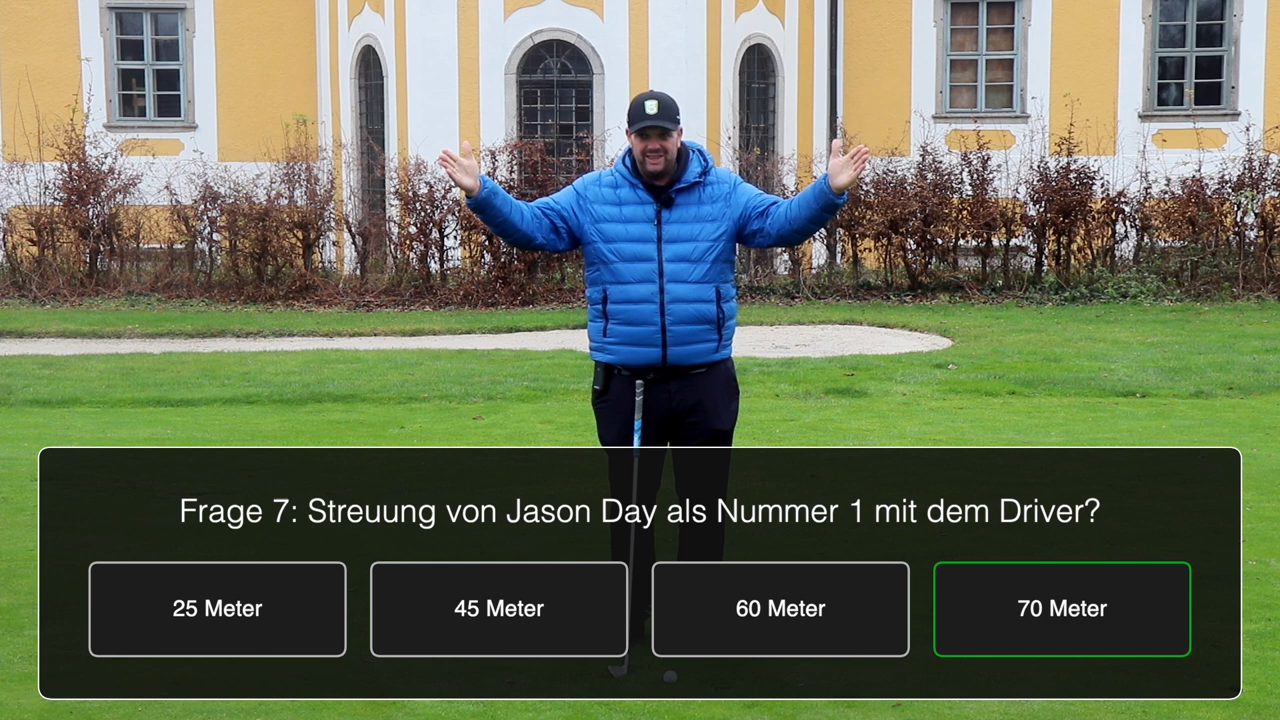 Frage 7: Streuung von Jason Day als Nummer 1 mit dem Driver?
25 Meter
45 Meter
60 Meter
70 Meter